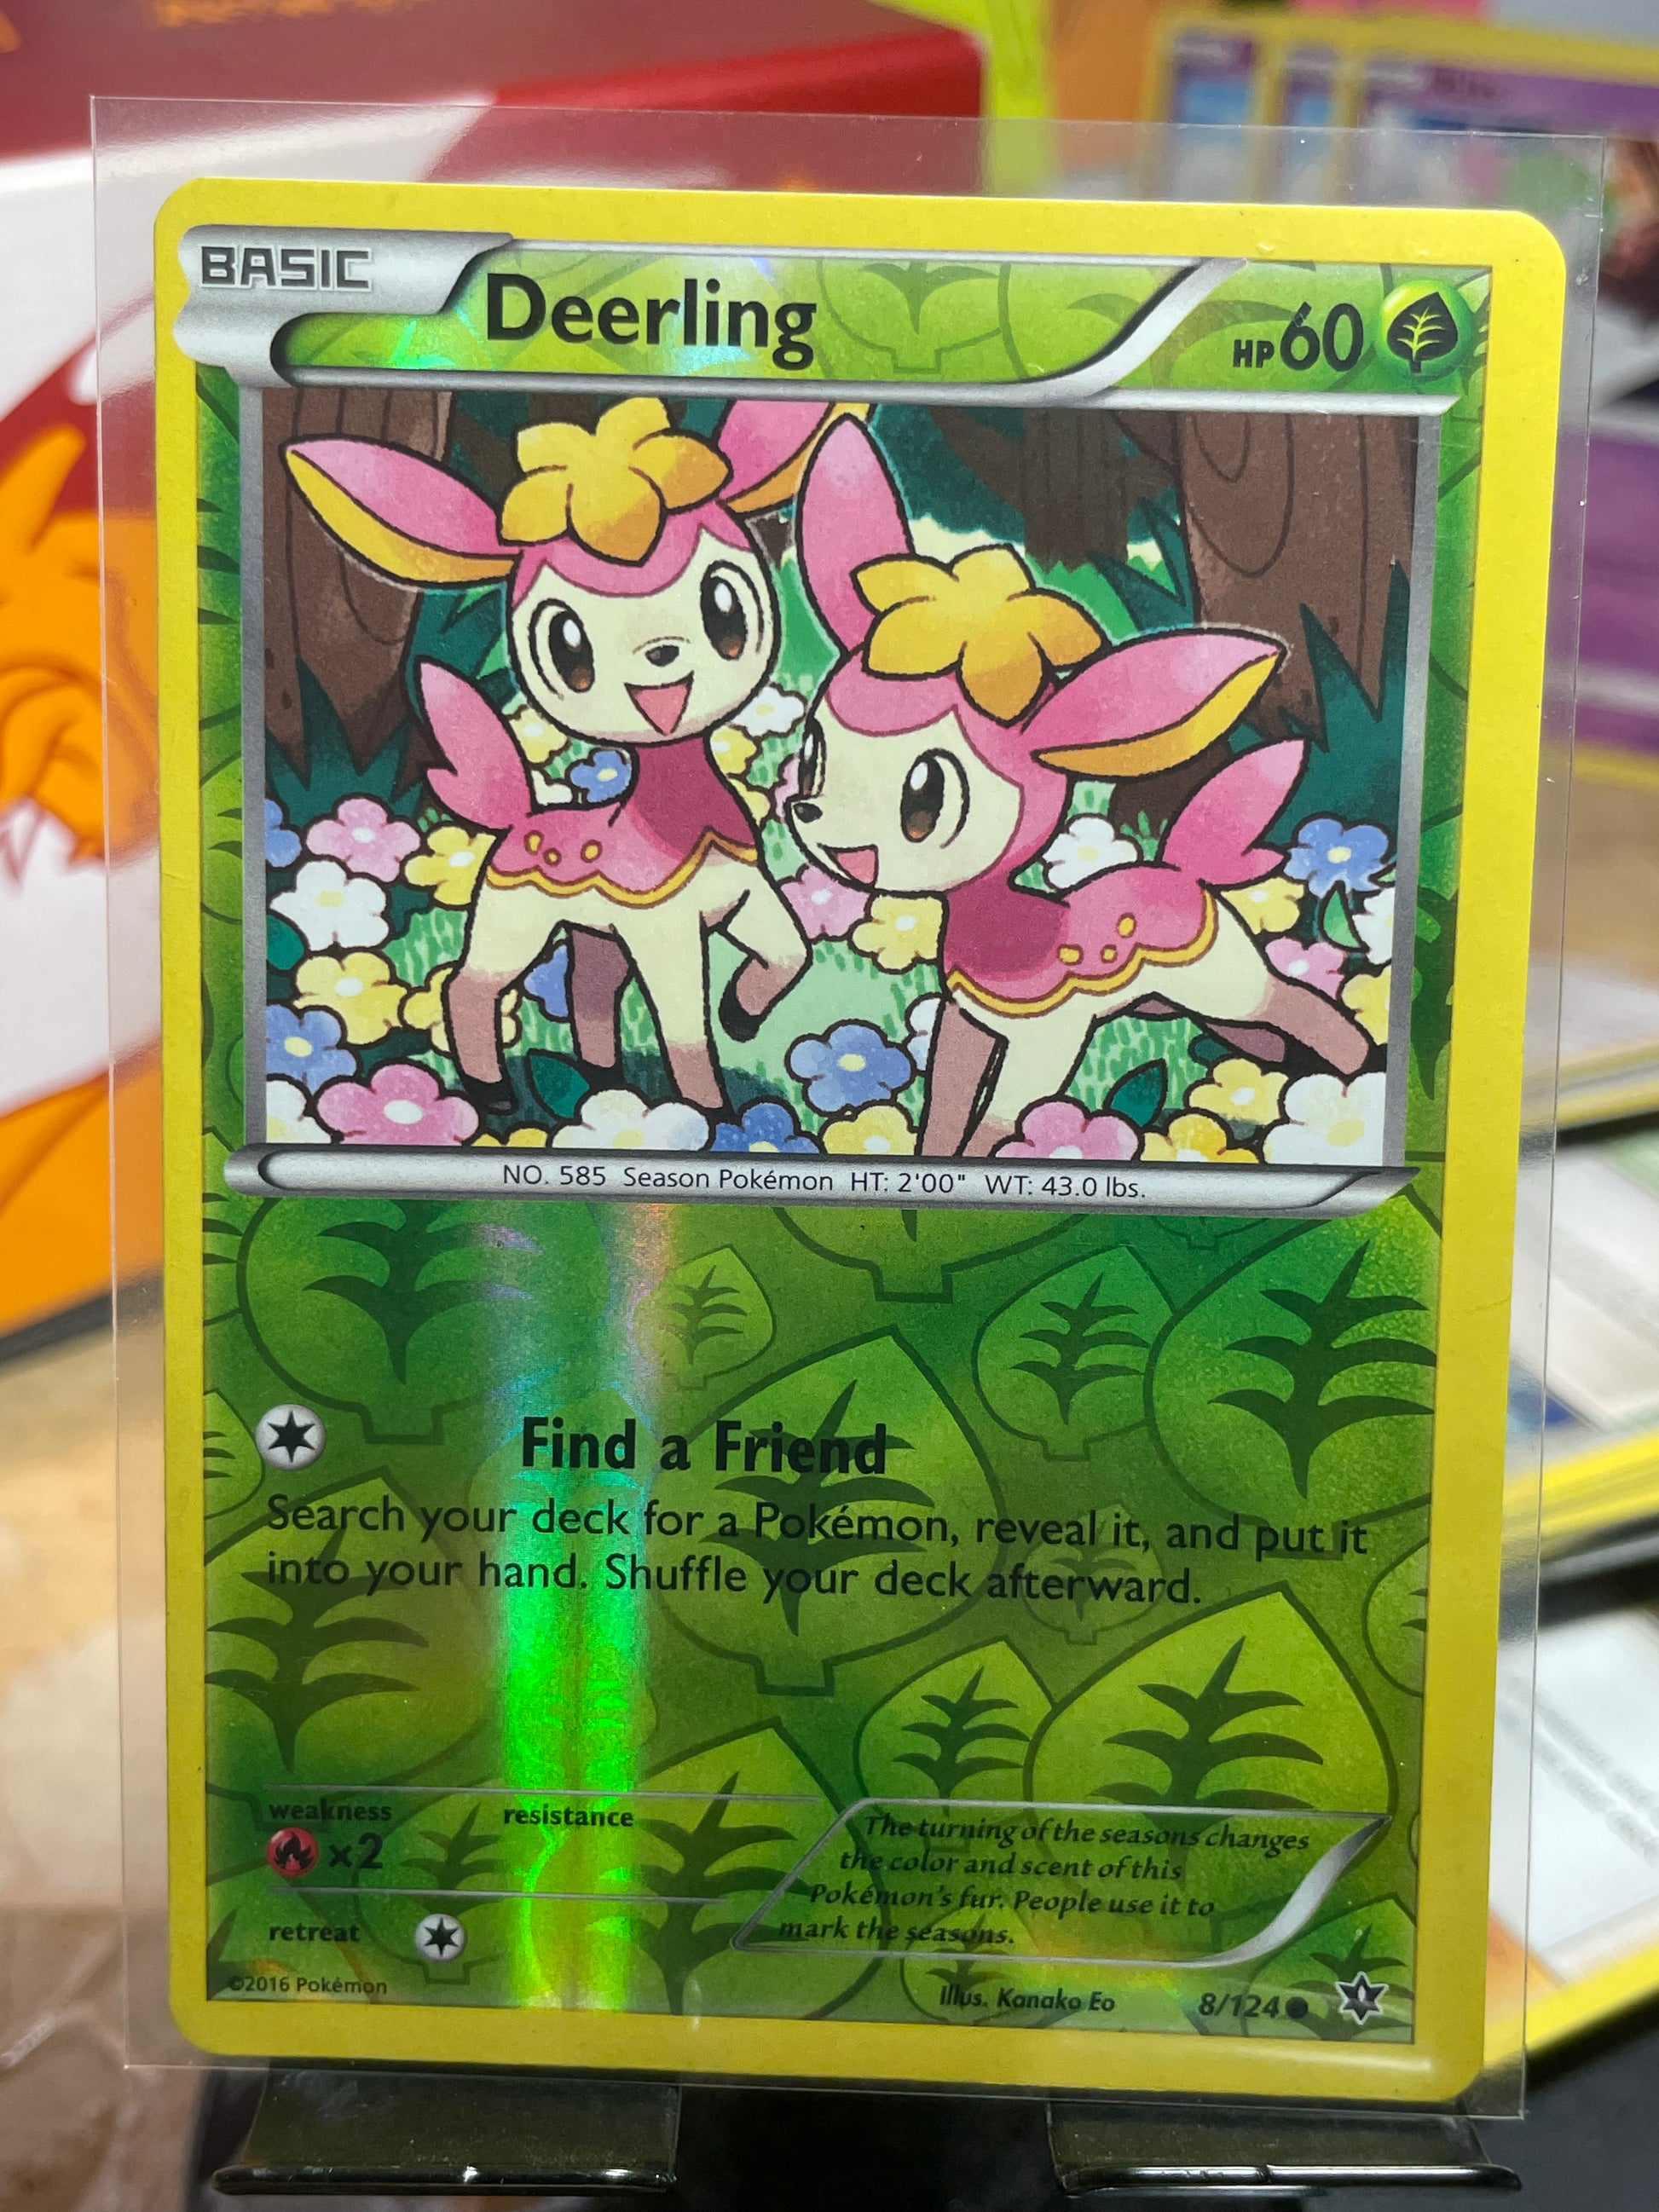 BASIC
Deerling
HP60
NO. 585 Season Pokémon HT: 2'00" WT: 43.0 lbs.
Find a Friend
Search your deck for a Pokémon, reveal it, and put it
into your hand. Shuffle your deck afterward.
weakness
resistance
×2
The turning of the seasons changes
the color and scent of this
Pokémon's fur. People use it to
mark the seasons.
retreat
©2016 Pokémon
Illus. Kanako Eo
8/124